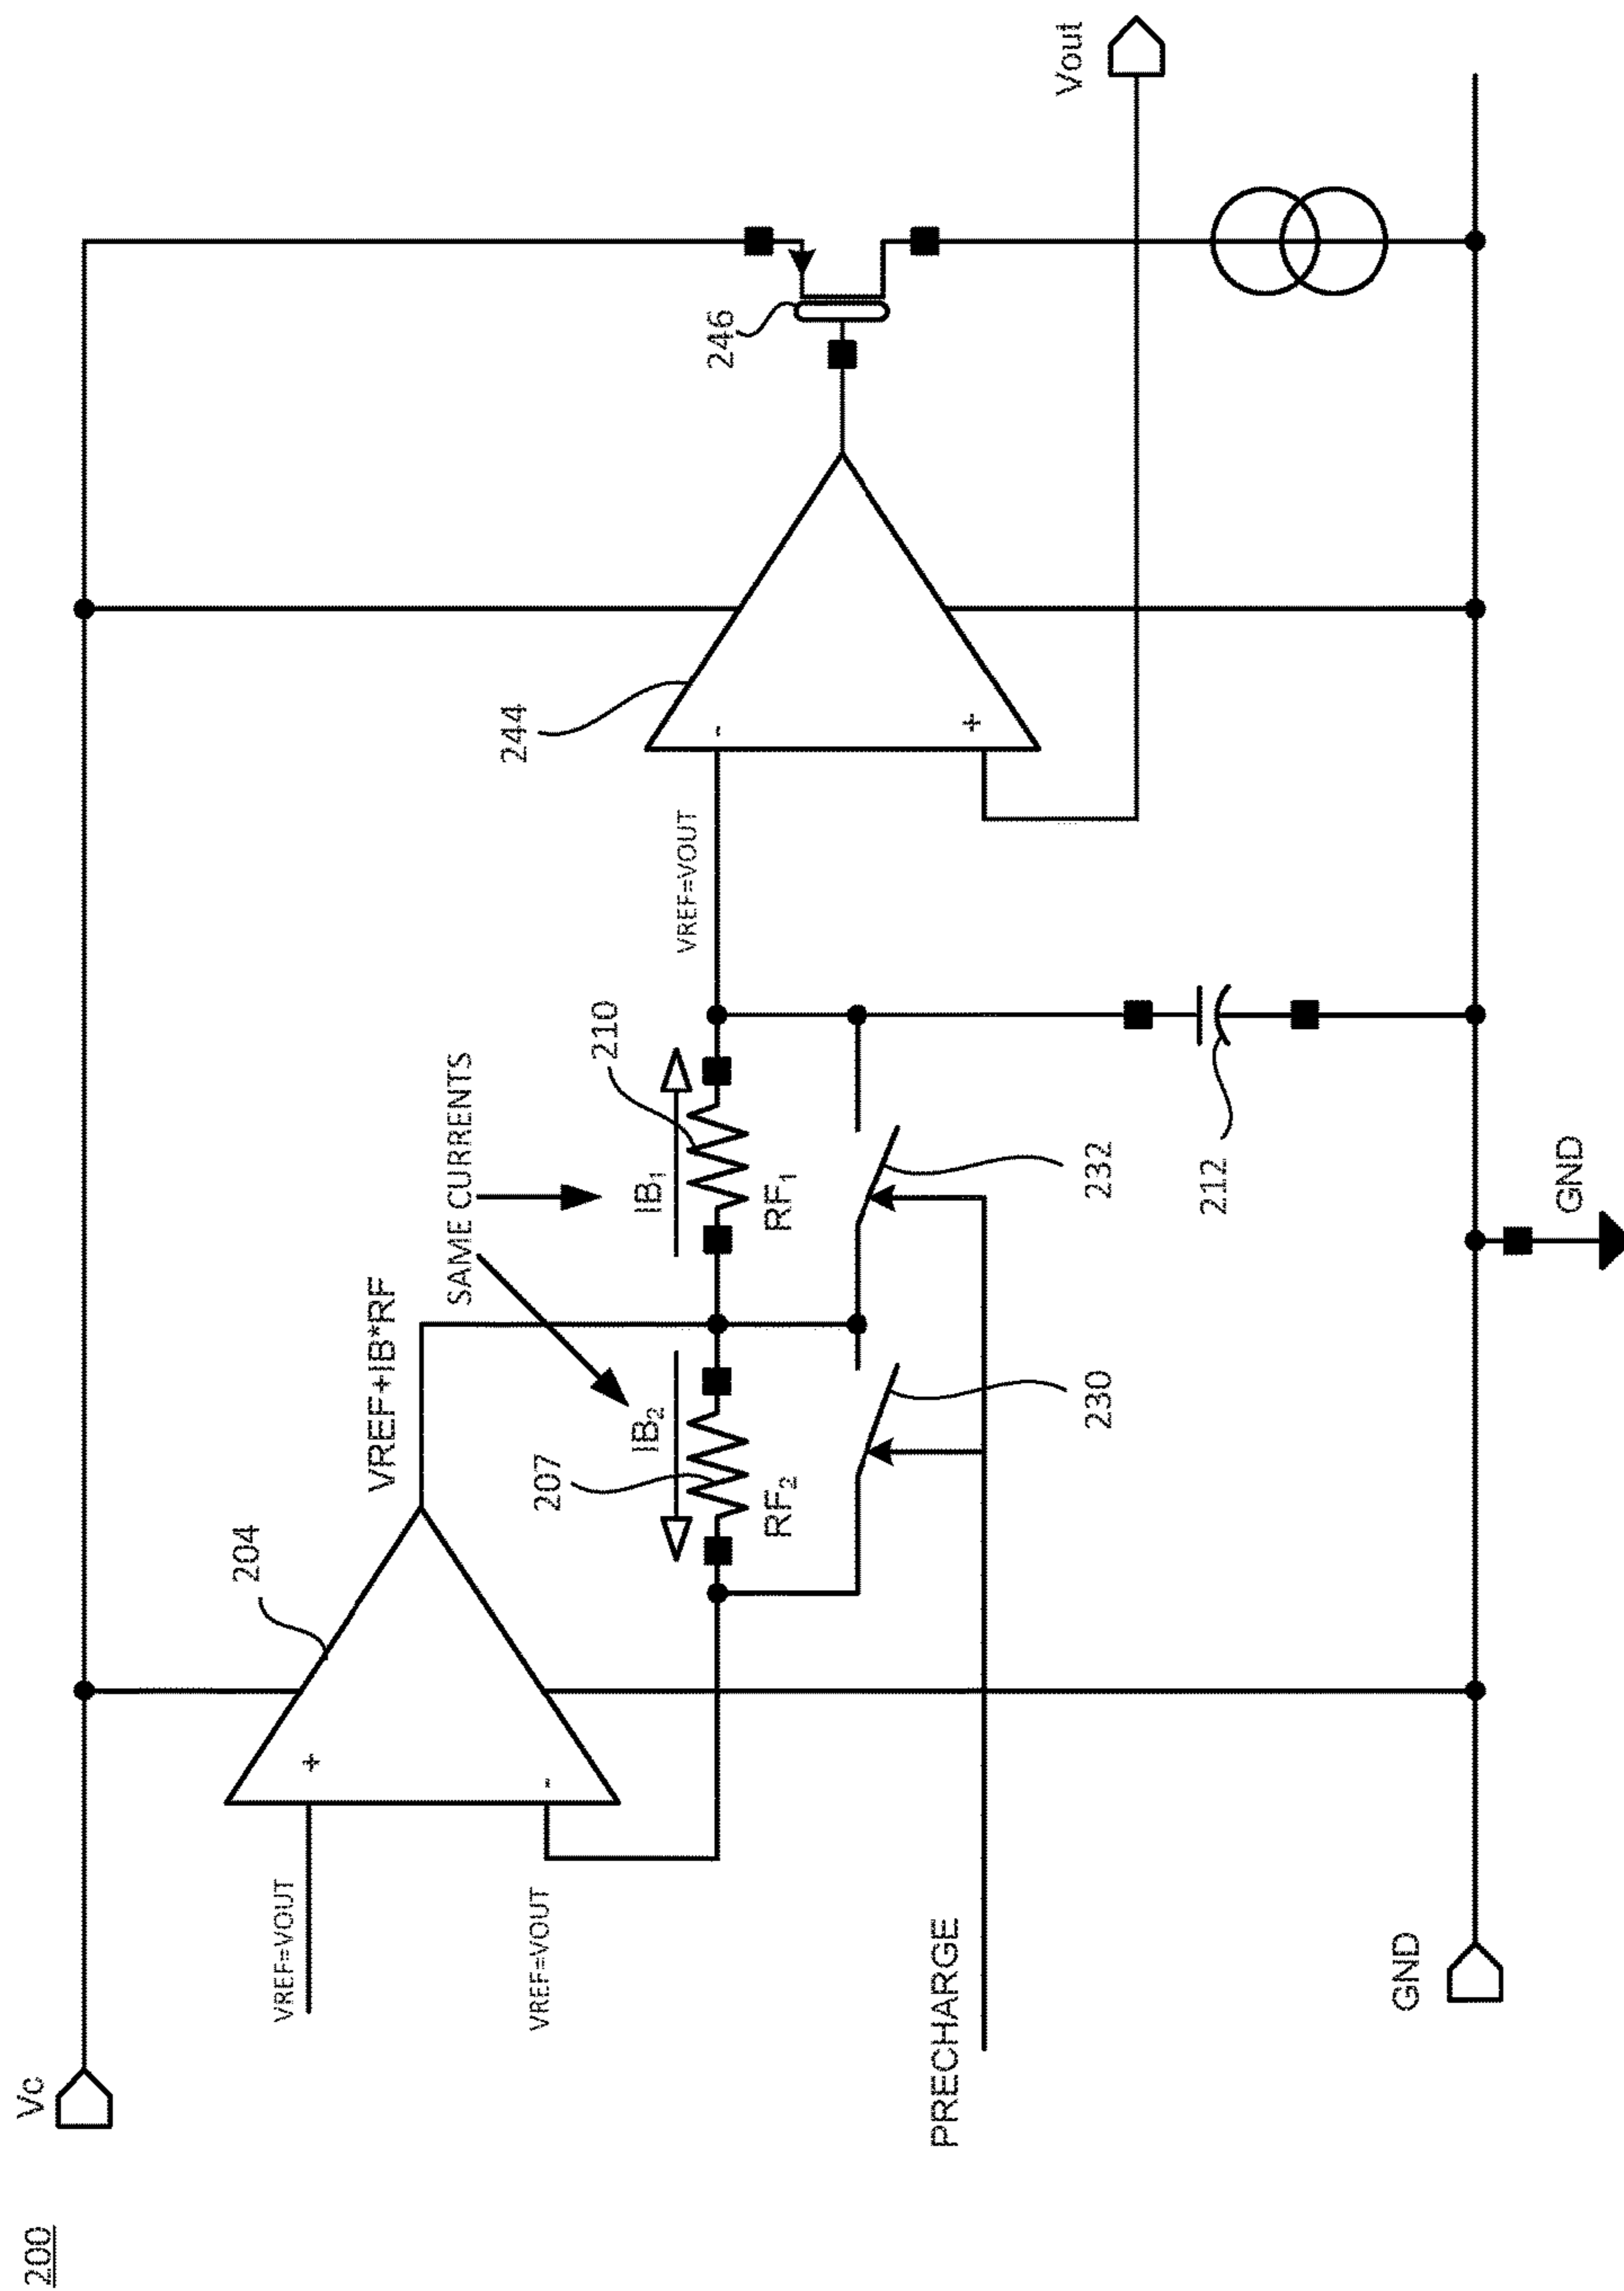 200
Vc
VREF=VOUT
VREF=VOUT
+
-
204
VREF+IB*RF
SAME CURRENTS
IB₂
IB₁
207
210
RF₂
RF₁
VREF=VOUT
244
-
+
246
Vout
230
232
PRECHARGE
212
GND
GND